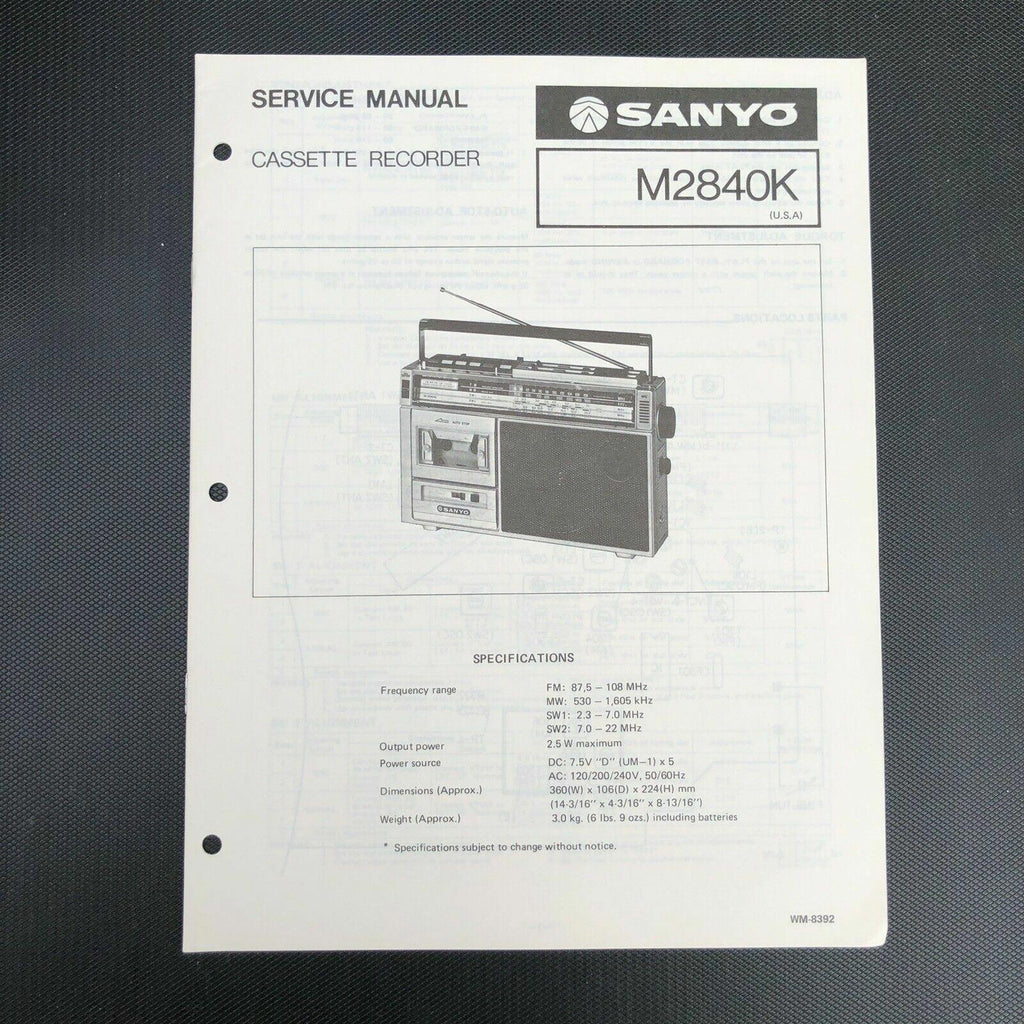 SERVICE MANUAL
SANYO
CASSETTE RECORDER
M2840K
(U.S.A)
AUTO STOP
SANYO
SPECIFICATIONS
Frequency range FM: 87,5 – 108 MHz
MW: 530 – 1,605 kHz
SW1: 2.3 – 7.0 MHz
SW2: 7.0 – 22 MHz
Output power 2.5 W maximum
Power source DC: 7.5V "D" (UM–1) x 5
AC: 120/200/240V, 50/60Hz
Dimensions (Approx.) 360(W) x 106(D) x 224(H) mm
(14-3/16" x 4-3/16" x 8-13/16")
Weight (Approx.) 3.0 kg. (6 lbs. 9 ozs.) including batteries
* Specifications subject to change without notice.
WM-8392